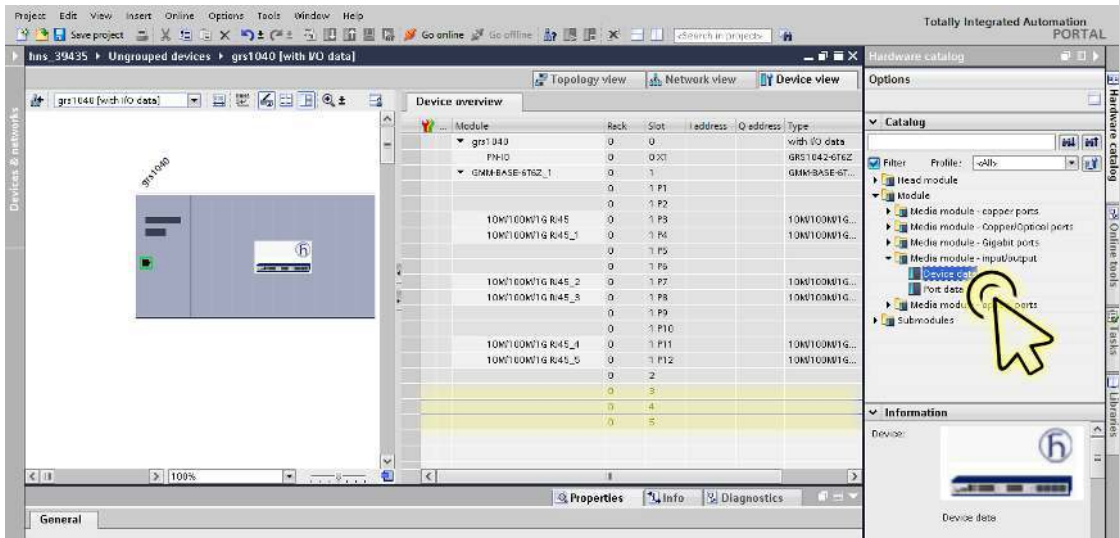 Project Edit View Insert Online Options Tools Window Help
Totally Integrated Automation
PORTAL
Save project Go online Go offline <Search in project>
hns_39435 ▸ Ungrouped devices ▸ grs1040 [with I/O data]
Hardware catalog
Topology view Network view Device view
Options
grs1040 [with I/O data]
Device overview
Module Rack Slot I address Q address Type
grs1040 0 0 with I/O data
PN-IO 0 0 X1 GRS1042-6T6Z
GMM-BASE-6T6Z_1 0 1 GMM-BASE-6T...
0 1 P1
0 1 P2
10M/100M/1G RJ45 0 1 P3 10M/100M/1G...
10M/100M/1G RJ45_1 0 1 P4 10M/100M/1G...
0 1 P5
0 1 P6
10M/100M/1G RJ45_2 0 1 P7 10M/100M/1G...
10M/100M/1G RJ45_3 0 1 P8 10M/100M/1G...
0 1 P9
0 1 P10
10M/100M/1G RJ45_4 0 1 P11 10M/100M/1G...
10M/100M/1G RJ45_5 0 1 P12 10M/100M/1G...
0 2
0 3
0 4
0 5
grs1040
100%
Properties Info Diagnostics
General
Catalog
Filter Profile: <All>
Head module
Module
Media module - copper ports
Media module - Copper/Optical ports
Media module - Gigabit ports
Media module - input/output
Device data
Port data
Media module ports
Submodules
Information
Device:
Device data
Devices & networks
Hardware catalog
Online tools
Tasks
Libraries